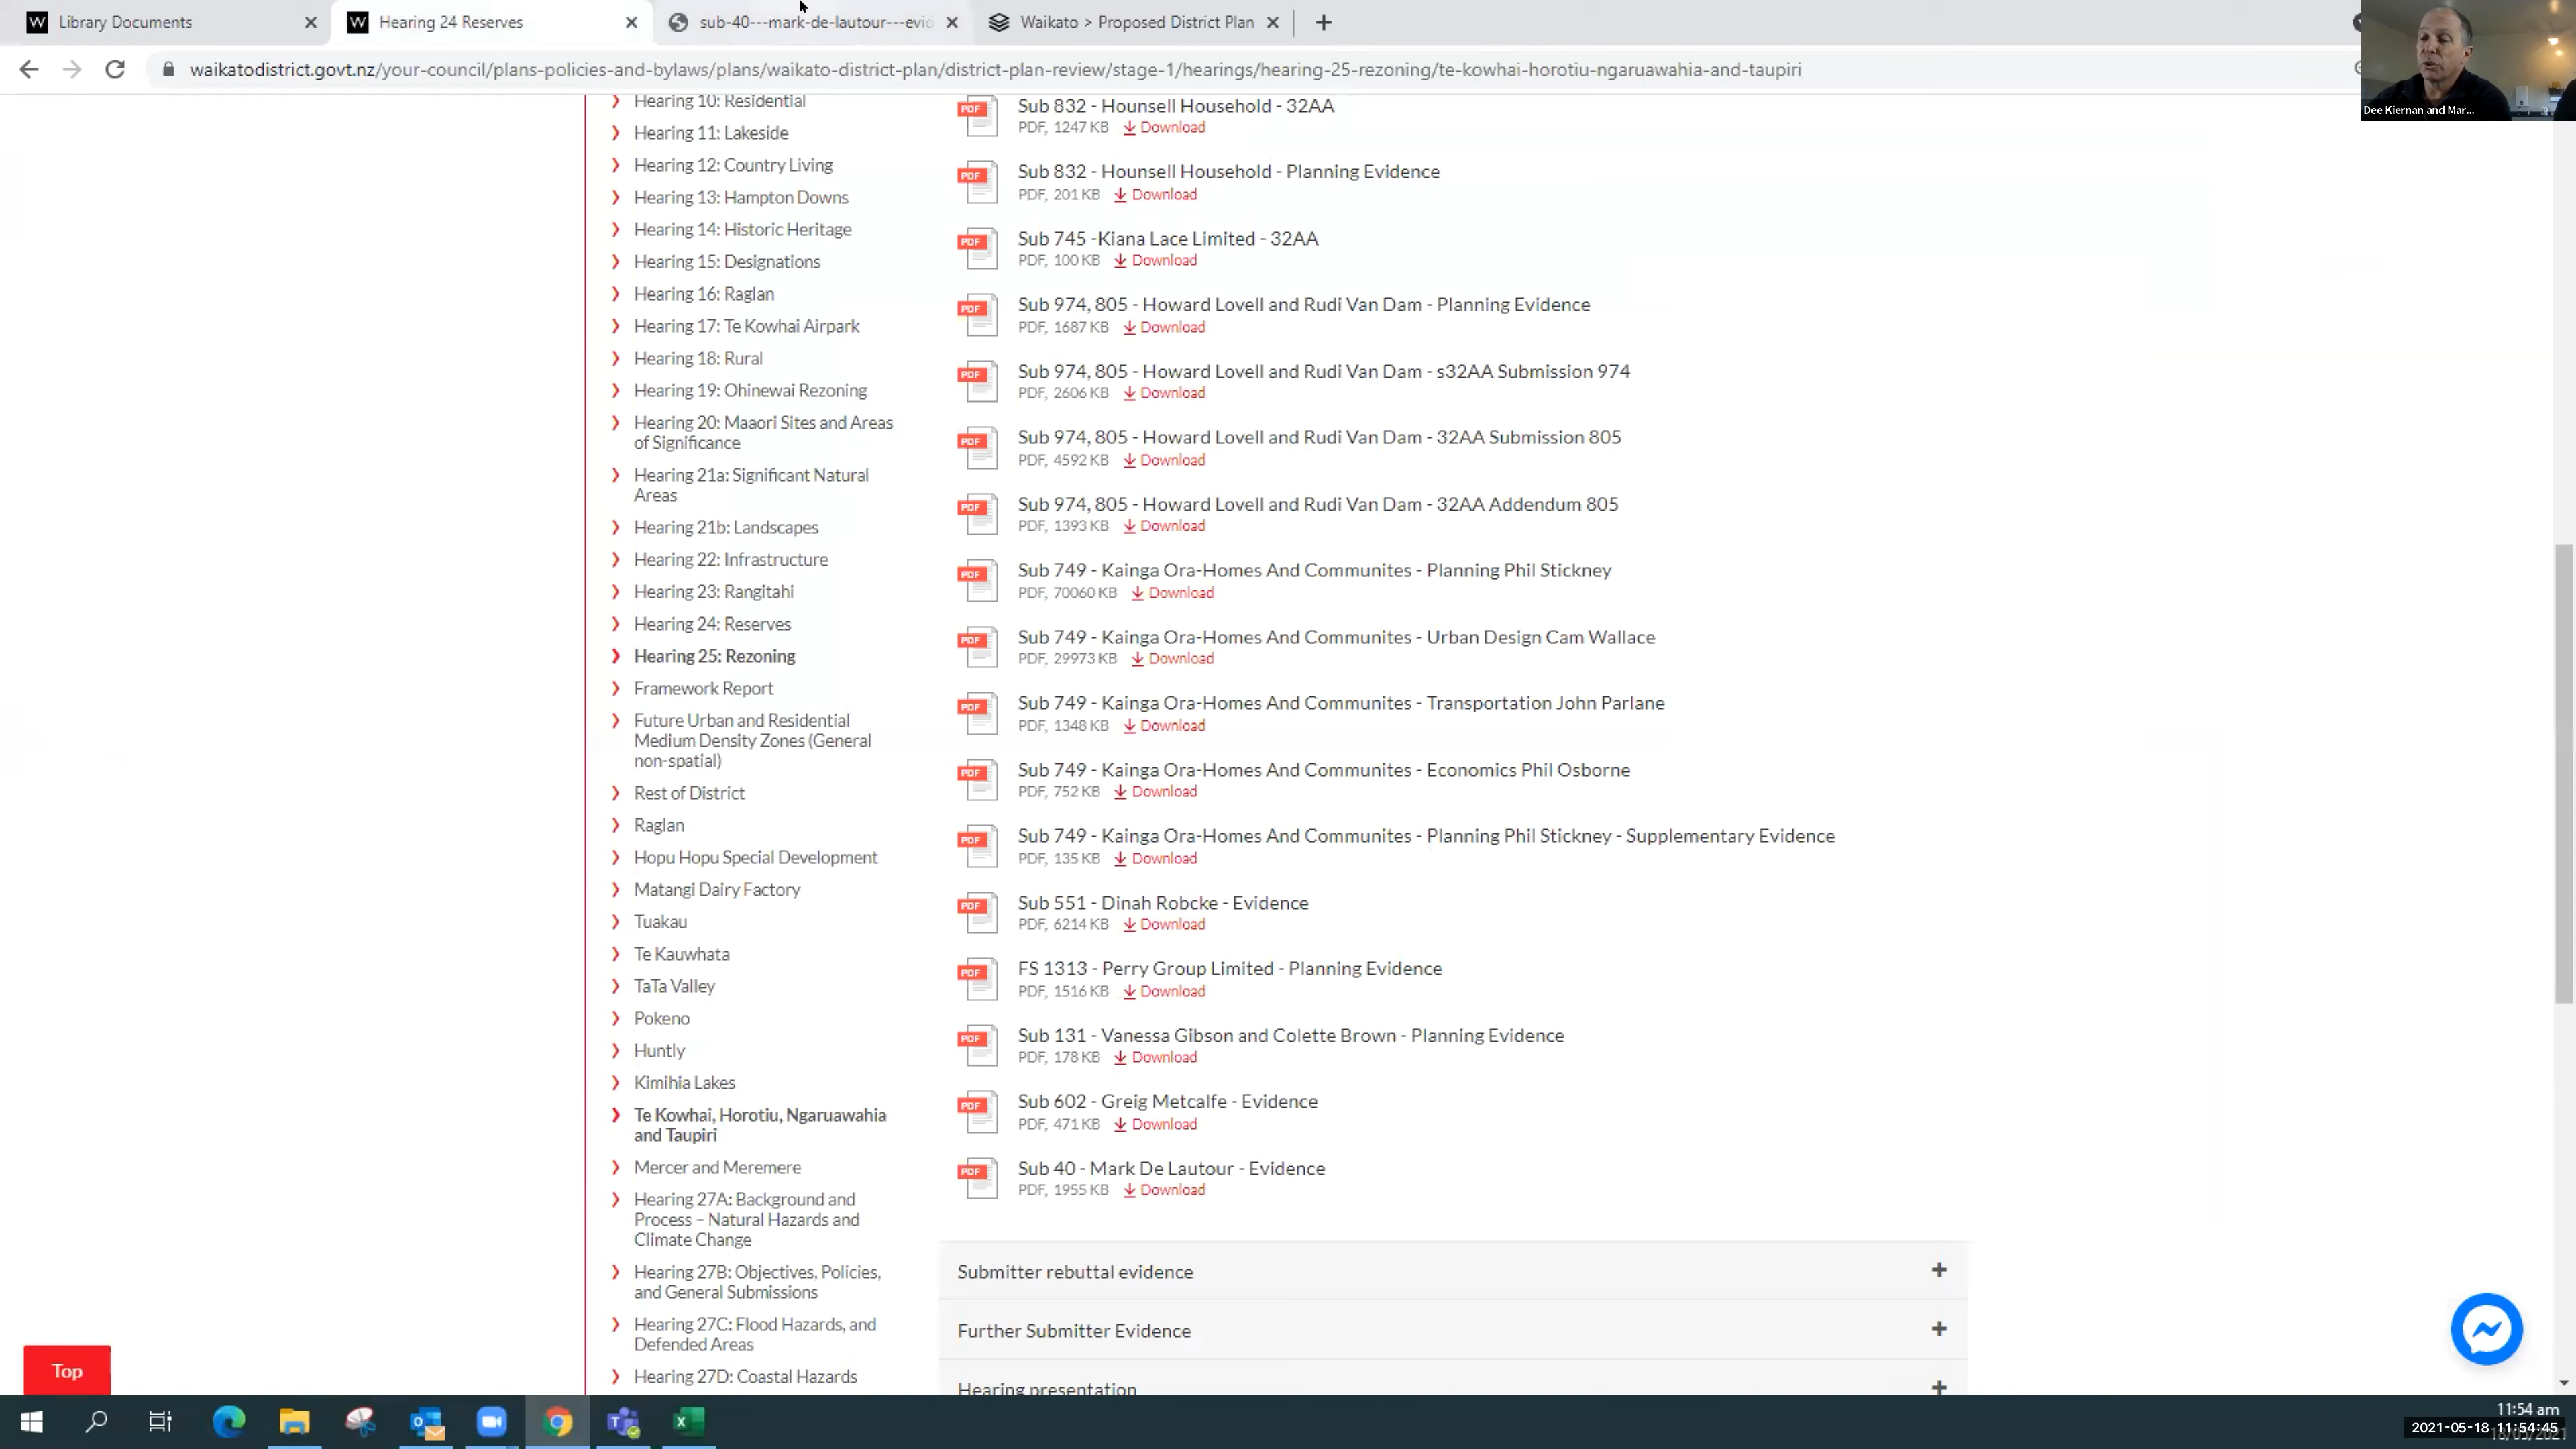 Library Documents
Hearing 24 Reserves
sub-40---mark-de-lautour---evid
Waikato > Proposed District Plan
waikatodistrict.govt.nz/your-council/plans-policies-and-bylaws/plans/waikato-district-plan/district-plan-review/stage-1/hearings/hearing-25-rezoning/te-kowhai-horotiu-ngaruawahia-and-taupiri
Dee Kiernan and Mar...
Hearing 10: Residential
Hearing 11: Lakeside
Hearing 12: Country Living
Hearing 13: Hampton Downs
Hearing 14: Historic Heritage
Hearing 15: Designations
Hearing 16: Raglan
Hearing 17: Te Kowhai Airpark
Hearing 18: Rural
Hearing 19: Ohinewai Rezoning
Hearing 20: Maaori Sites and Areas
of Significance
Hearing 21a: Significant Natural
Areas
Hearing 21b: Landscapes
Hearing 22: Infrastructure
Hearing 23: Rangitahi
Hearing 24: Reserves
Hearing 25: Rezoning
Framework Report
Future Urban and Residential
Medium Density Zones (General
non-spatial)
Rest of District
Raglan
Hopu Hopu Special Development
Matangi Dairy Factory
Tuakau
Te Kauwhata
TaTa Valley
Pokeno
Huntly
Kimihia Lakes
Te Kowhai, Horotiu, Ngaruawahia
and Taupiri
Mercer and Meremere
Hearing 27A: Background and
Process – Natural Hazards and
Climate Change
Hearing 27B: Objectives, Policies,
and General Submissions
Hearing 27C: Flood Hazards, and
Defended Areas
Hearing 27D: Coastal Hazards
PDF
Sub 832 - Hounsell Household - 32AA
PDF, 1247 KB Download
PDF
Sub 832 - Hounsell Household - Planning Evidence
PDF, 201 KB Download
PDF
Sub 745 -Kiana Lace Limited - 32AA
PDF, 100 KB Download
PDF
Sub 974, 805 - Howard Lovell and Rudi Van Dam - Planning Evidence
PDF, 1687 KB Download
PDF
Sub 974, 805 - Howard Lovell and Rudi Van Dam - s32AA Submission 974
PDF, 2606 KB Download
PDF
Sub 974, 805 - Howard Lovell and Rudi Van Dam - 32AA Submission 805
PDF, 4592 KB Download
PDF
Sub 974, 805 - Howard Lovell and Rudi Van Dam - 32AA Addendum 805
PDF, 1393 KB Download
PDF
Sub 749 - Kainga Ora-Homes And Communites - Planning Phil Stickney
PDF, 70060 KB Download
PDF
Sub 749 - Kainga Ora-Homes And Communites - Urban Design Cam Wallace
PDF, 29973 KB Download
PDF
Sub 749 - Kainga Ora-Homes And Communites - Transportation John Parlane
PDF, 1348 KB Download
PDF
Sub 749 - Kainga Ora-Homes And Communites - Economics Phil Osborne
PDF, 752 KB Download
PDF
Sub 749 - Kainga Ora-Homes And Communites - Planning Phil Stickney - Supplementary Evidence
PDF, 135 KB Download
PDF
Sub 551 - Dinah Robcke - Evidence
PDF, 6214 KB Download
PDF
FS 1313 - Perry Group Limited - Planning Evidence
PDF, 1516 KB Download
PDF
Sub 131 - Vanessa Gibson and Colette Brown - Planning Evidence
PDF, 178 KB Download
PDF
Sub 602 - Greig Metcalfe - Evidence
PDF, 471 KB Download
PDF
Sub 40 - Mark De Lautour - Evidence
PDF, 1955 KB Download
Submitter rebuttal evidence
Further Submitter Evidence
Hearing presentation
Top
11:54 am
2021-05-18 11:54:45